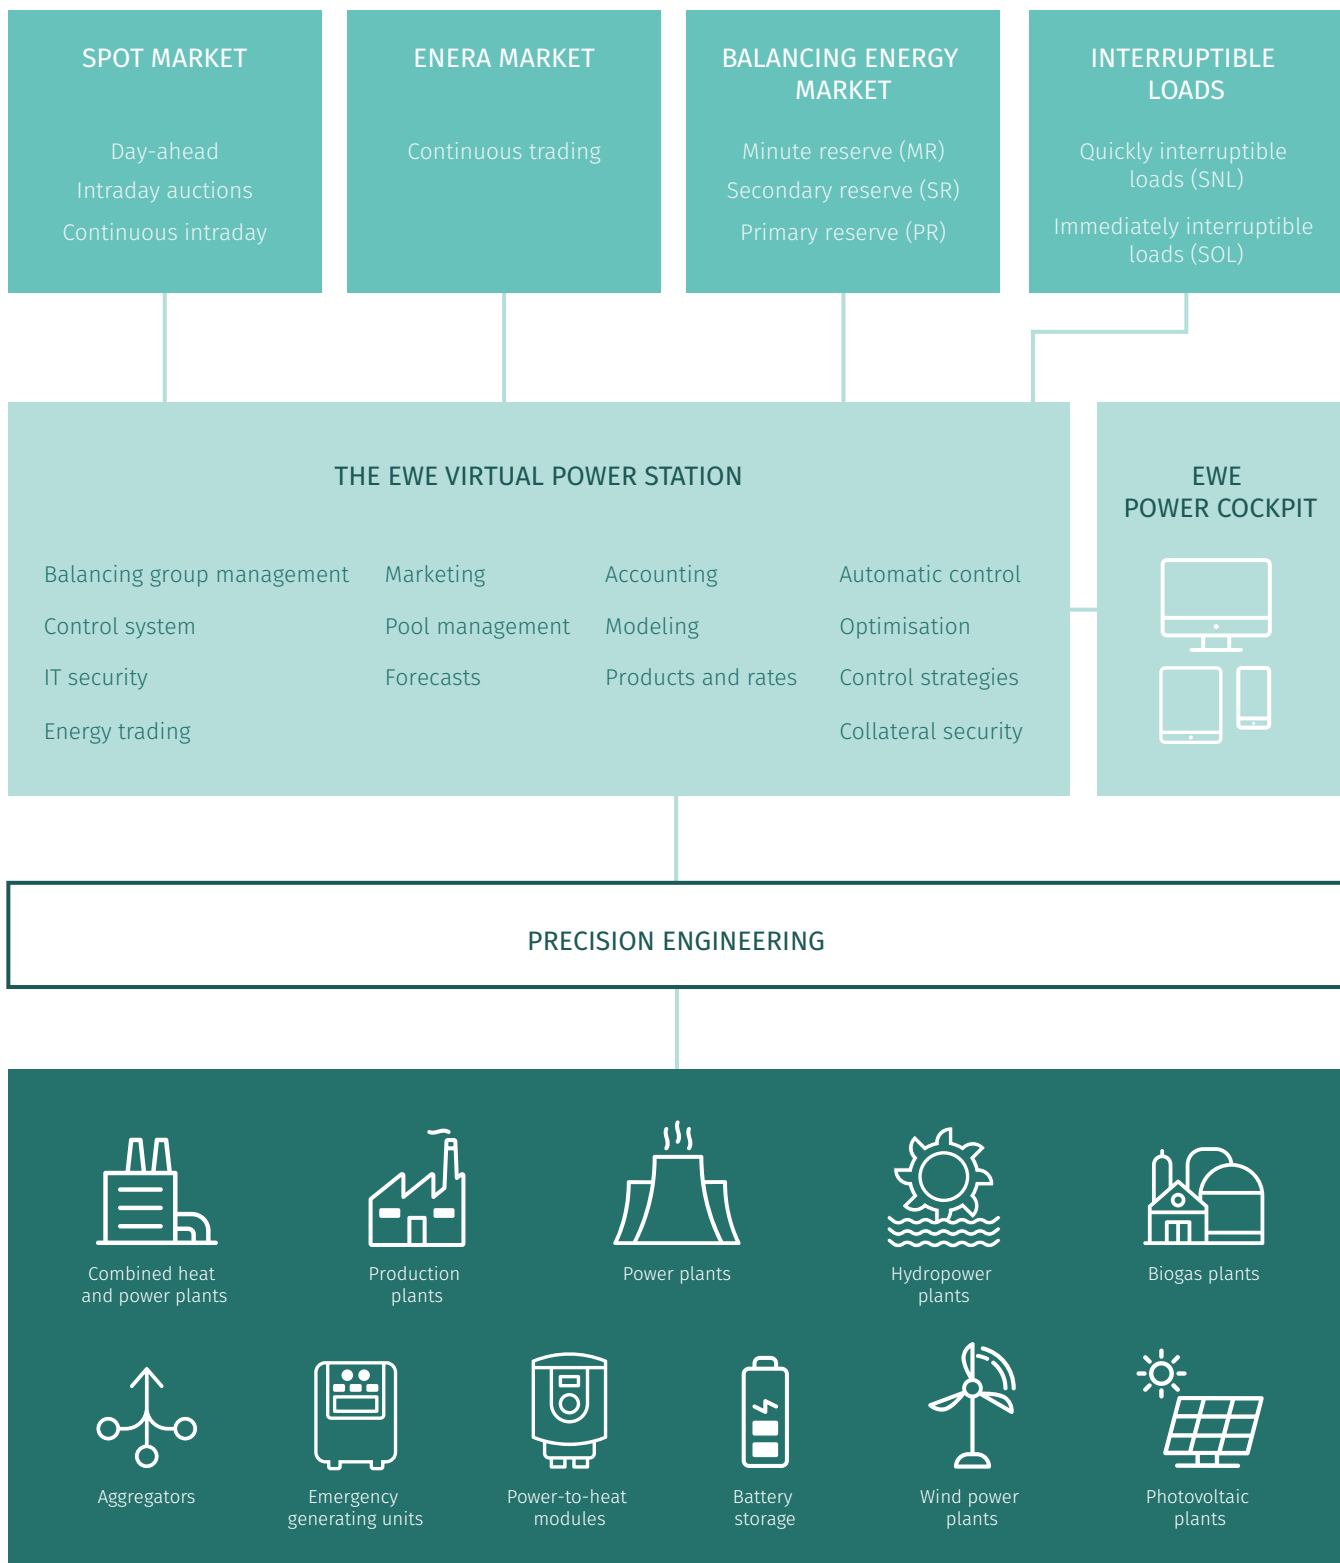 SPOT MARKET
Day-ahead
Intraday auctions
Continuous intraday
ENERA MARKET
Continuous trading
BALANCING ENERGY
MARKET
Minute reserve (MR)
Secondary reserve (SR)
Primary reserve (PR)
INTERRUPTIBLE
LOADS
Quickly interruptible
loads (SNL)
Immediately interruptible
loads (SOL)
THE EWE VIRTUAL POWER STATION
Balancing group management
Control system
IT security
Energy trading
Marketing
Pool management
Forecasts
Accounting
Modeling
Products and rates
Automatic control
Optimisation
Control strategies
Collateral security
EWE
POWER COCKPIT
PRECISION ENGINEERING
Combined heat
and power plants
Production
plants
Power plants
Hydropower
plants
Biogas plants
Aggregators
Emergency
generating units
Power-to-heat
modules
Battery
storage
Wind power
plants
Photovoltaic
plants